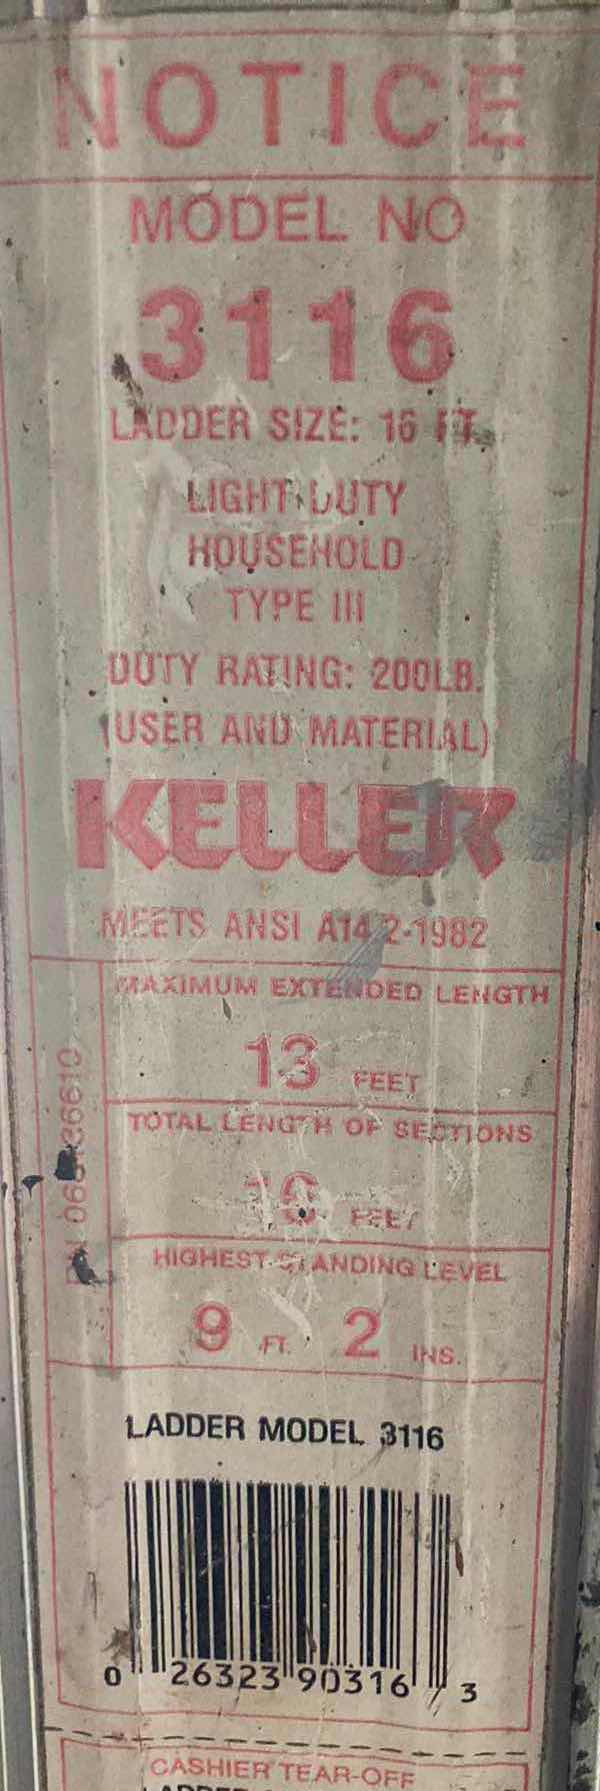 NOTICE
MODEL NO
3116
LADDER SIZE: 16 FT.
LIGHT DUTY
HOUSEHOLD
TYPE III
DUTY RATING: 200LB.
(USER AND MATERIAL)
KELLER
MEETS ANSI A14.2-1982
MAXIMUM EXTENDED LENGTH
13 FEET
TOTAL LENGTH OF SECTIONS
FEET
HIGHEST STANDING LEVEL
9 FT. 2 INS.
LADDER MODEL 3116
0 26323 90316 3
CASHIER TEAR-OFF